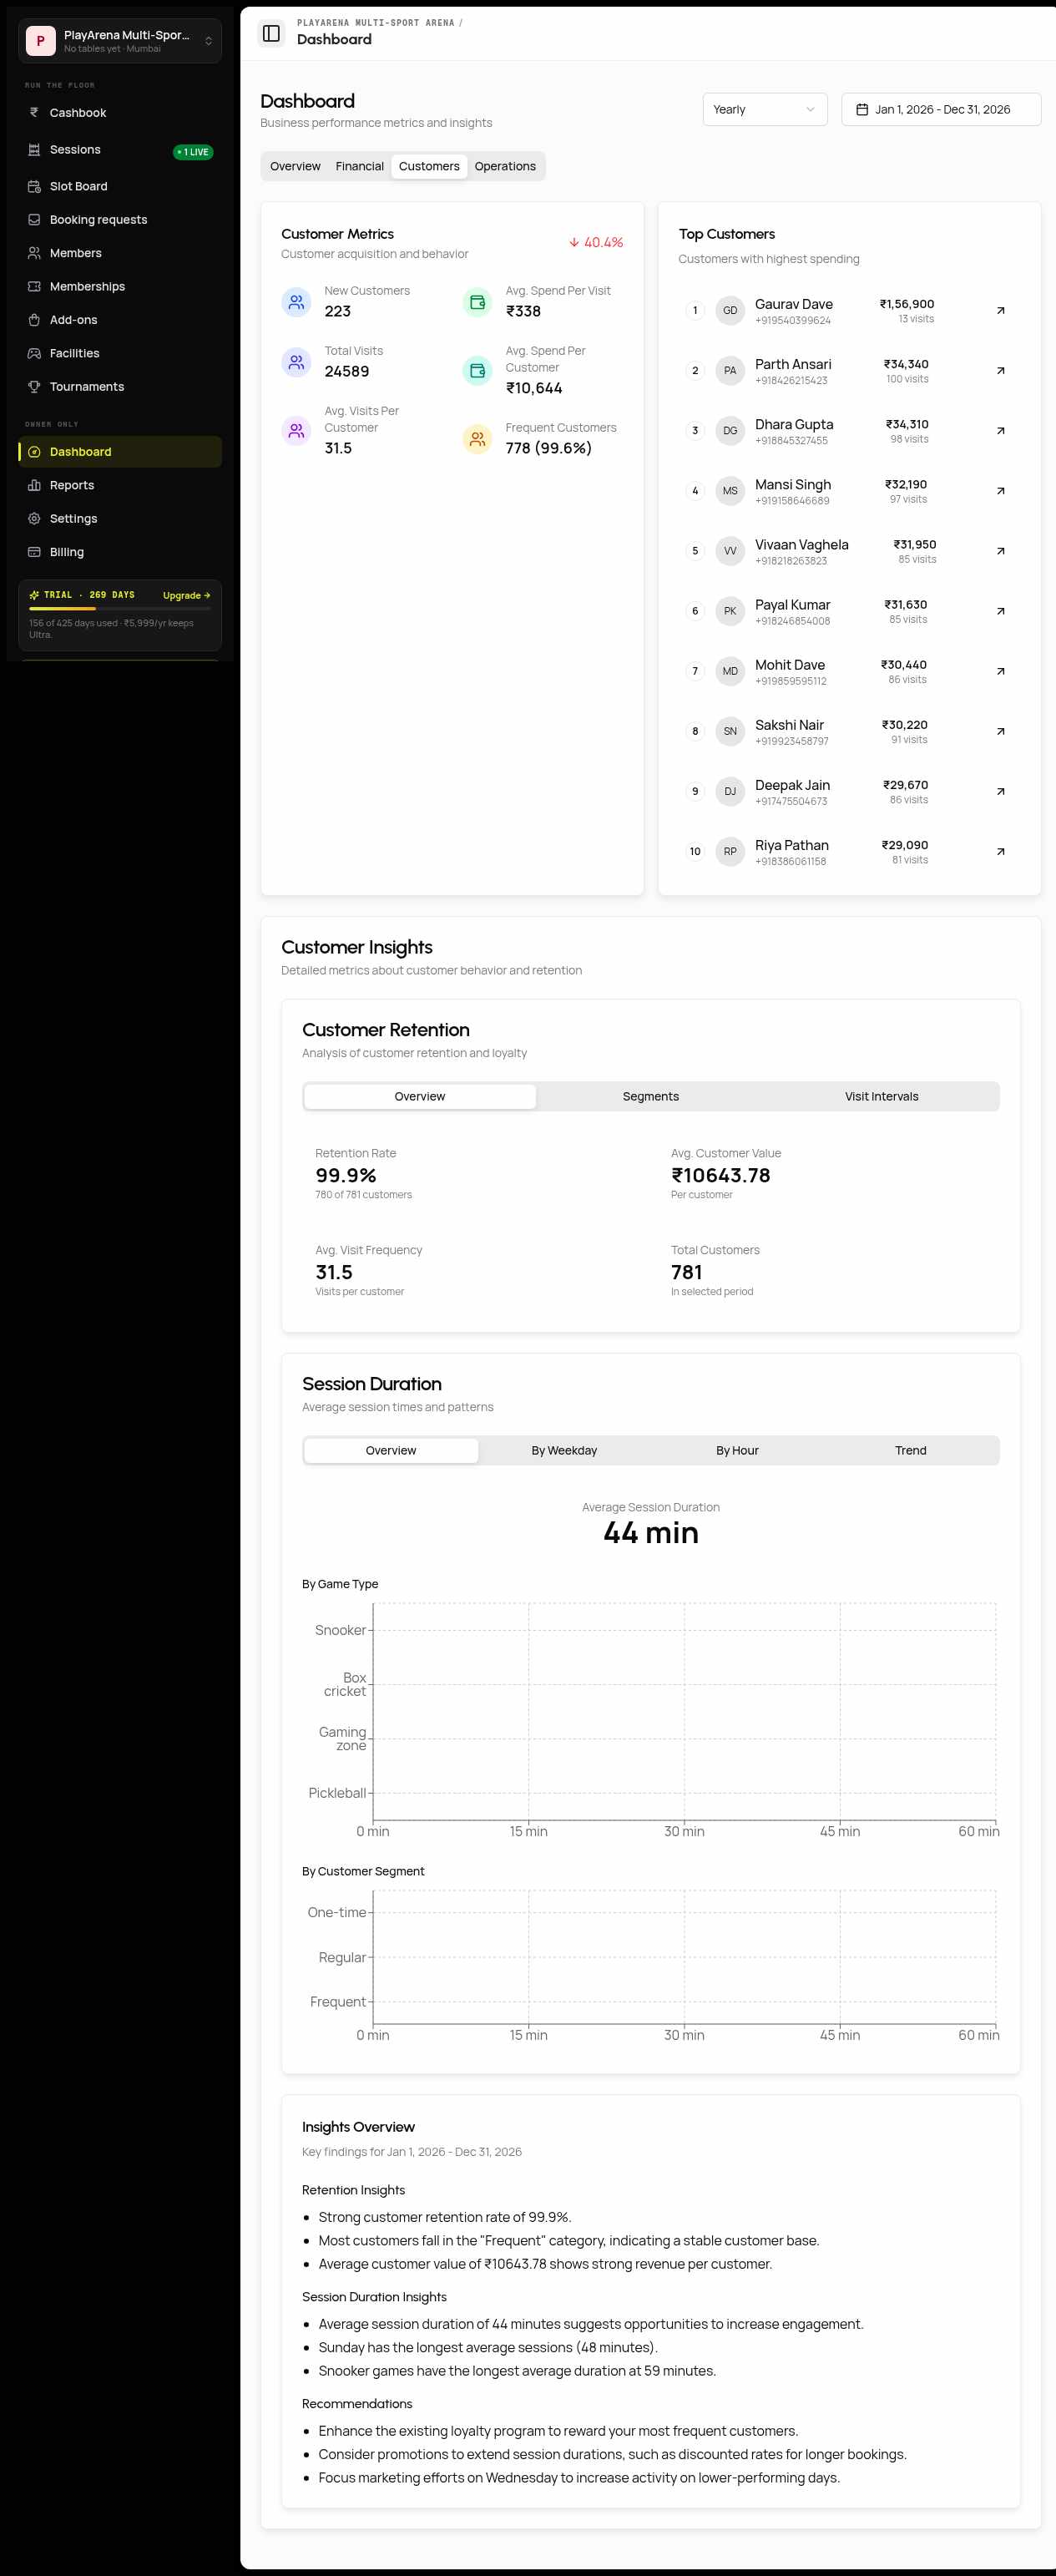 P
PlayArena Multi-Spor...
No tables yet · Mumbai
RUN THE FLOOR
₹ Cashbook
Sessions
• 1 LIVE
Slot Board
Booking requests
Members
Memberships
Add-ons
Facilities
Tournaments
OWNER ONLY
Dashboard
Reports
Settings
Billing
TRIAL · 269 DAYS
Upgrade →
156 of 425 days used · ₹5,999/yr keeps
Ultra.
PLAYARENA MULTI-SPORT ARENA /
Dashboard
Dashboard
Business performance metrics and insights
Yearly
Jan 1, 2026 - Dec 31, 2026
Overview
Financial
Customers
Operations
Customer Metrics
Customer acquisition and behavior
↓ 40.4%
New Customers
223
Avg. Spend Per Visit
₹338
Total Visits
24589
Avg. Spend Per
Customer
₹10,644
Avg. Visits Per
Customer
31.5
Frequent Customers
778 (99.6%)
Top Customers
Customers with highest spending
1 GD Gaurav Dave ₹1,56,900
+919540399624 13 visits
2 PA Parth Ansari ₹34,340
+918426215423 100 visits
3 DG Dhara Gupta ₹34,310
+918845327455 98 visits
4 MS Mansi Singh ₹32,190
+919158646689 97 visits
5 VV Vivaan Vaghela ₹31,950
+918218263823 85 visits
6 PK Payal Kumar ₹31,630
+918246854008 85 visits
7 MD Mohit Dave ₹30,440
+919859595112 86 visits
8 SN Sakshi Nair ₹30,220
+919923458797 91 visits
9 DJ Deepak Jain ₹29,670
+917475504673 86 visits
10 RP Riya Pathan ₹29,090
+918386061158 81 visits
Customer Insights
Detailed metrics about customer behavior and retention
Customer Retention
Analysis of customer retention and loyalty
Overview
Segments
Visit Intervals
Retention Rate
99.9%
780 of 781 customers
Avg. Customer Value
₹10643.78
Per customer
Avg. Visit Frequency
31.5
Visits per customer
Total Customers
781
In selected period
Session Duration
Average session times and patterns
Overview
By Weekday
By Hour
Trend
Average Session Duration
44 min
By Game Type
Snooker
Box
cricket
Gaming
zone
Pickleball
0 min 15 min 30 min 45 min 60 min
By Customer Segment
One-time
Regular
Frequent
0 min 15 min 30 min 45 min 60 min
Insights Overview
Key findings for Jan 1, 2026 - Dec 31, 2026
Retention Insights
• Strong customer retention rate of 99.9%.
• Most customers fall in the "Frequent" category, indicating a stable customer base.
• Average customer value of ₹10643.78 shows strong revenue per customer.
Session Duration Insights
• Average session duration of 44 minutes suggests opportunities to increase engagement.
• Sunday has the longest average sessions (48 minutes).
• Snooker games have the longest average duration at 59 minutes.
Recommendations
• Enhance the existing loyalty program to reward your most frequent customers.
• Consider promotions to extend session durations, such as discounted rates for longer bookings.
• Focus marketing efforts on Wednesday to increase activity on lower-performing days.